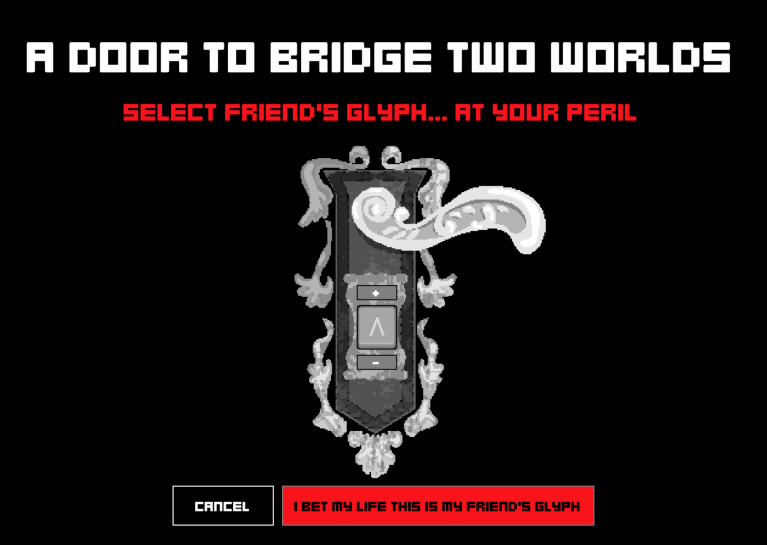 A DOOR TO BRIDGE TWO WORLDS
SELECT FRIEND'S GLYPH... AT YOUR PERIL
+
Λ
-
CANCEL
I BET MY LIFE THIS IS MY FRIEND'S GLYPH